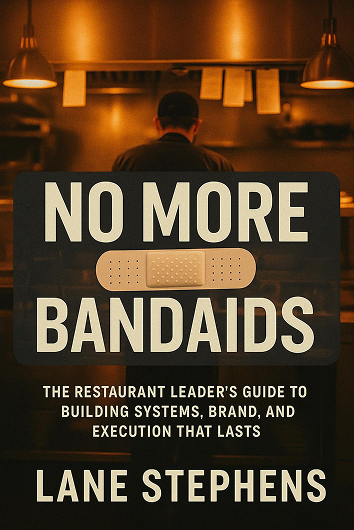 NO MORE
BANDAIDS
THE RESTAURANT LEADER'S GUIDE TO
BUILDING SYSTEMS, BRAND, AND
EXECUTION THAT LASTS
LANE STEPHENS